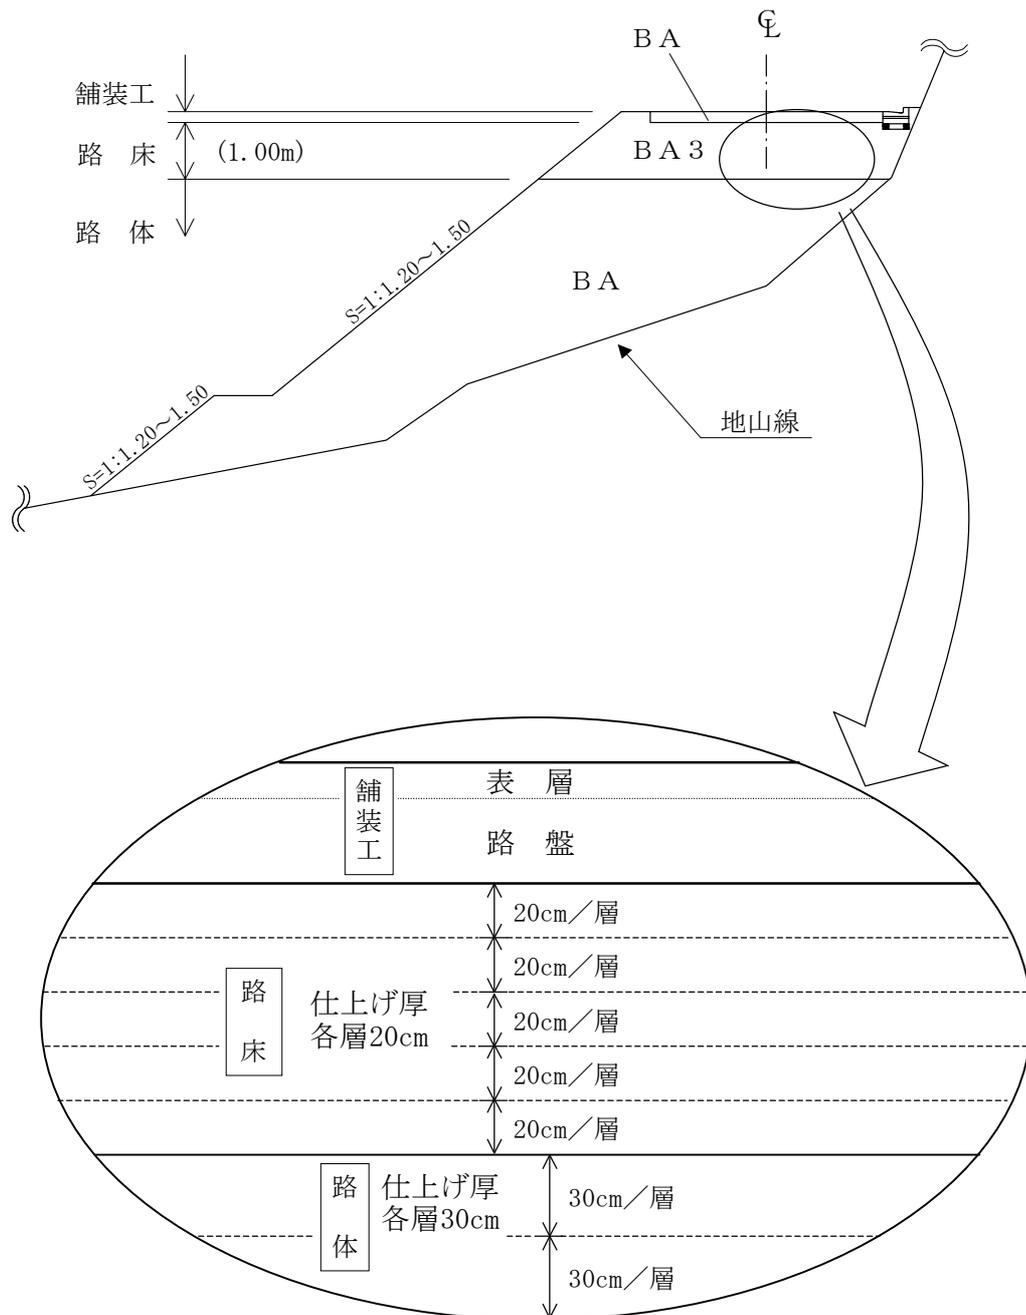 ℄
ＢＡ
舗装工
路　床　(1.00m)
ＢＡ３
路　体
S=1:1.20～1.50
ＢＡ
S=1:1.20～1.50
地山線
舗装工
表　層
路　盤
20cm／層
20cm／層
路床
仕上げ厚
各層20cm
20cm／層
20cm／層
20cm／層
路体
仕上げ厚
各層30cm
30cm／層
30cm／層